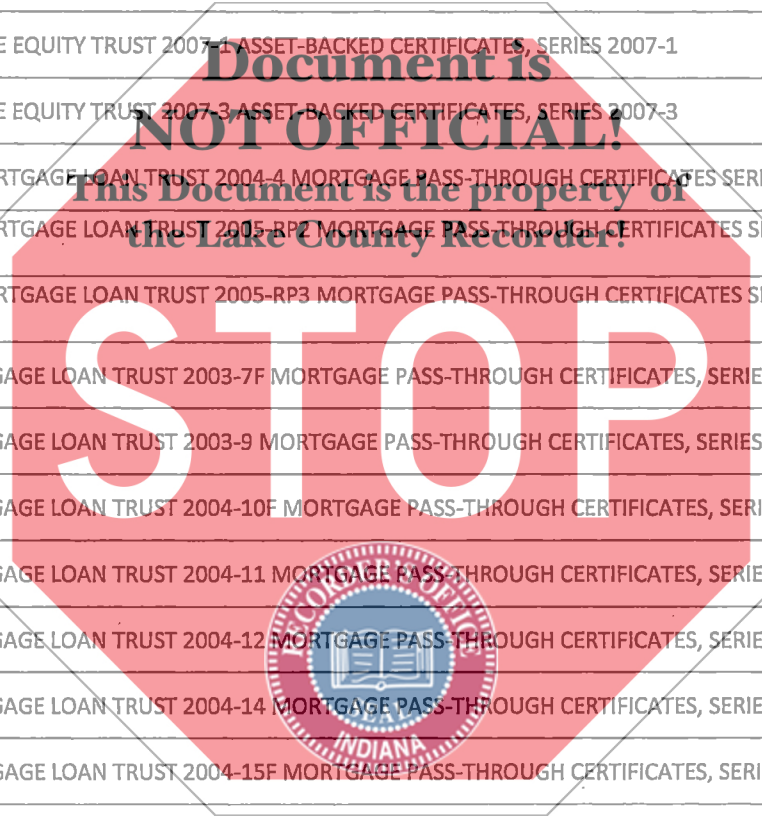 E EQUITY TRUST 2007-1 ASSET-BACKED CERTIFICATES, SERIES 2007-1
Document is
E EQUITY TRUST 2007-3 ASSET-BACKED CERTIFICATES, SERIES 2007-3
NOT OFFICIAL!
RTGAGE LOAN TRUST 2004-4 MORTGAGE PASS-THROUGH CERTIFICATES SERI
This Document is the property of
RTGAGE LOAN TRUST 2005-RP2 MORTGAGE PASS-THROUGH CERTIFICATES S
the Lake County Recorder!
RTGAGE LOAN TRUST 2005-RP3 MORTGAGE PASS-THROUGH CERTIFICATES S
STOP
GAGE LOAN TRUST 2003-7F MORTGAGE PASS-THROUGH CERTIFICATES, SERIE
GAGE LOAN TRUST 2003-9 MORTGAGE PASS-THROUGH CERTIFICATES, SERIES
GAGE LOAN TRUST 2004-10F MORTGAGE PASS-THROUGH CERTIFICATES, SERI
GAGE LOAN TRUST 2004-11 MORTGAGE PASS-THROUGH CERTIFICATES, SERIE
RECORDER'S OFFICE
GAGE LOAN TRUST 2004-12 MORTGAGE PASS-THROUGH CERTIFICATES, SERIE
GAGE LOAN TRUST 2004-14 MORTGAGE PASS-THROUGH CERTIFICATES, SERIE
SEAL
INDIANA
GAGE LOAN TRUST 2004-15F MORTGAGE PASS-THROUGH CERTIFICATES, SERI